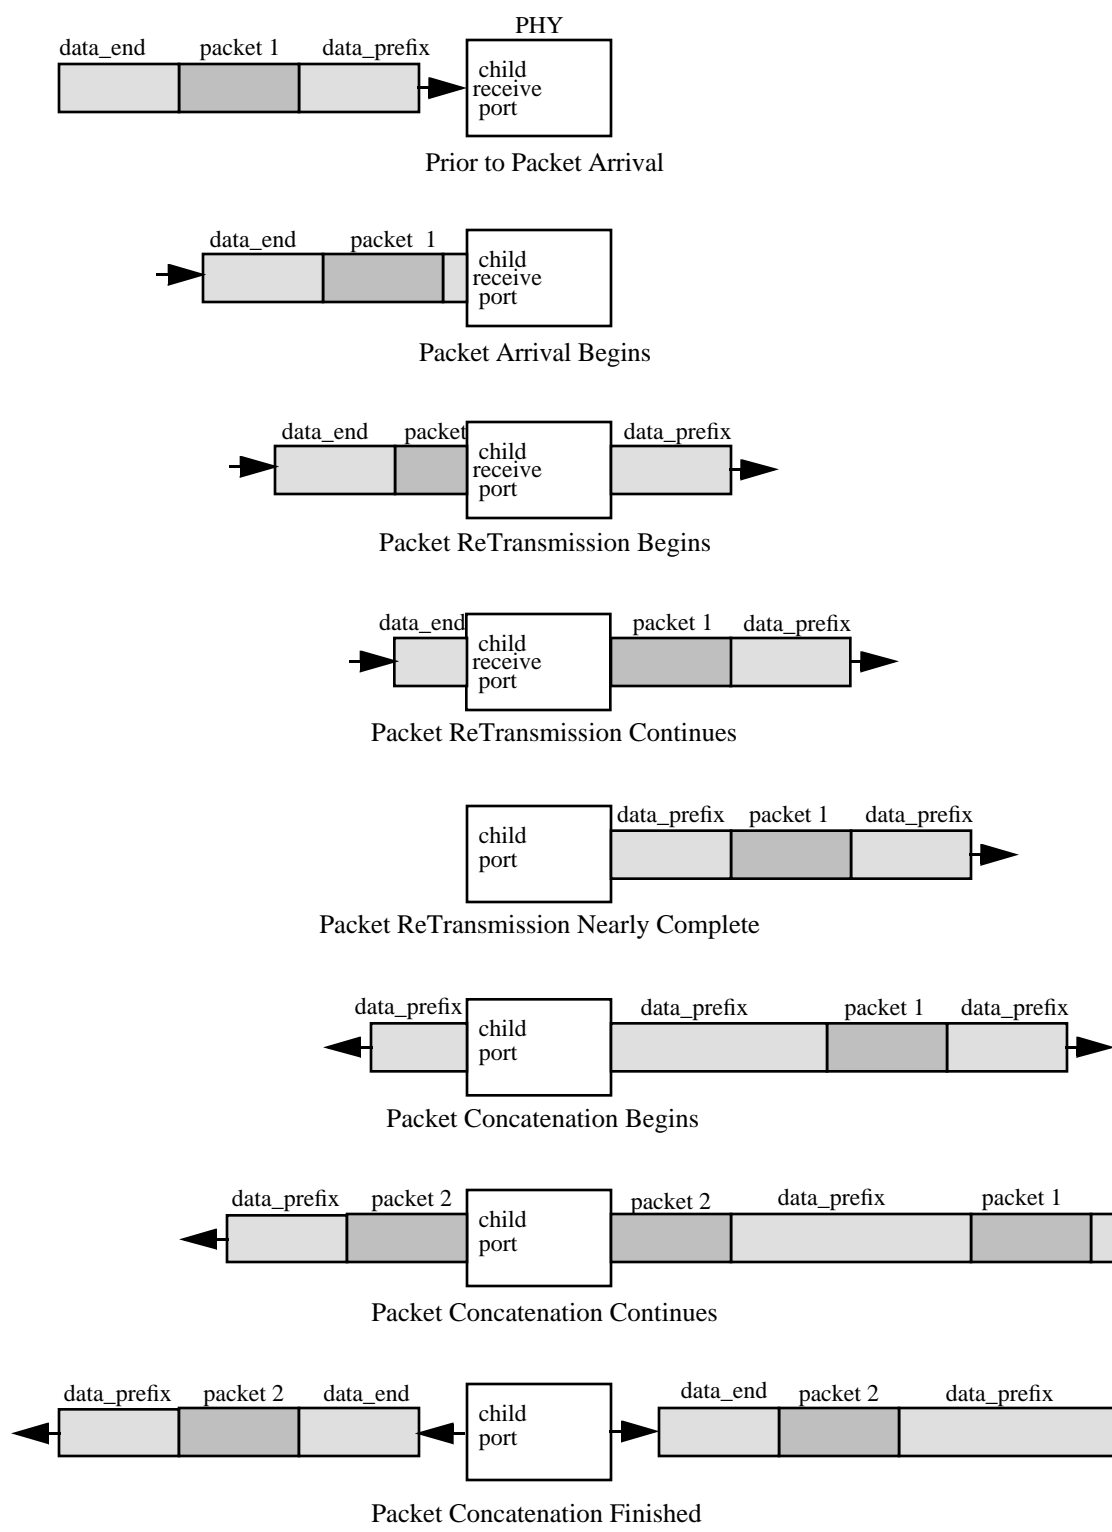 PHY
data_end packet 1 data_prefix
child
receive
port
Prior to Packet Arrival
data_end packet 1
child
receive
port
Packet Arrival Begins
data_end packet data_prefix
child
receive
port
Packet ReTransmission Begins
data_end packet 1 data_prefix
child
receive
port
Packet ReTransmission Continues
data_prefix packet 1 data_prefix
child
port
Packet ReTransmission Nearly Complete
data_prefix data_prefix packet 1 data_prefix
child
port
Packet Concatenation Begins
data_prefix packet 2 packet 2 data_prefix packet 1
child
port
Packet Concatenation Continues
data_prefix packet 2 data_end data_end packet 2 data_prefix
child
port
Packet Concatenation Finished